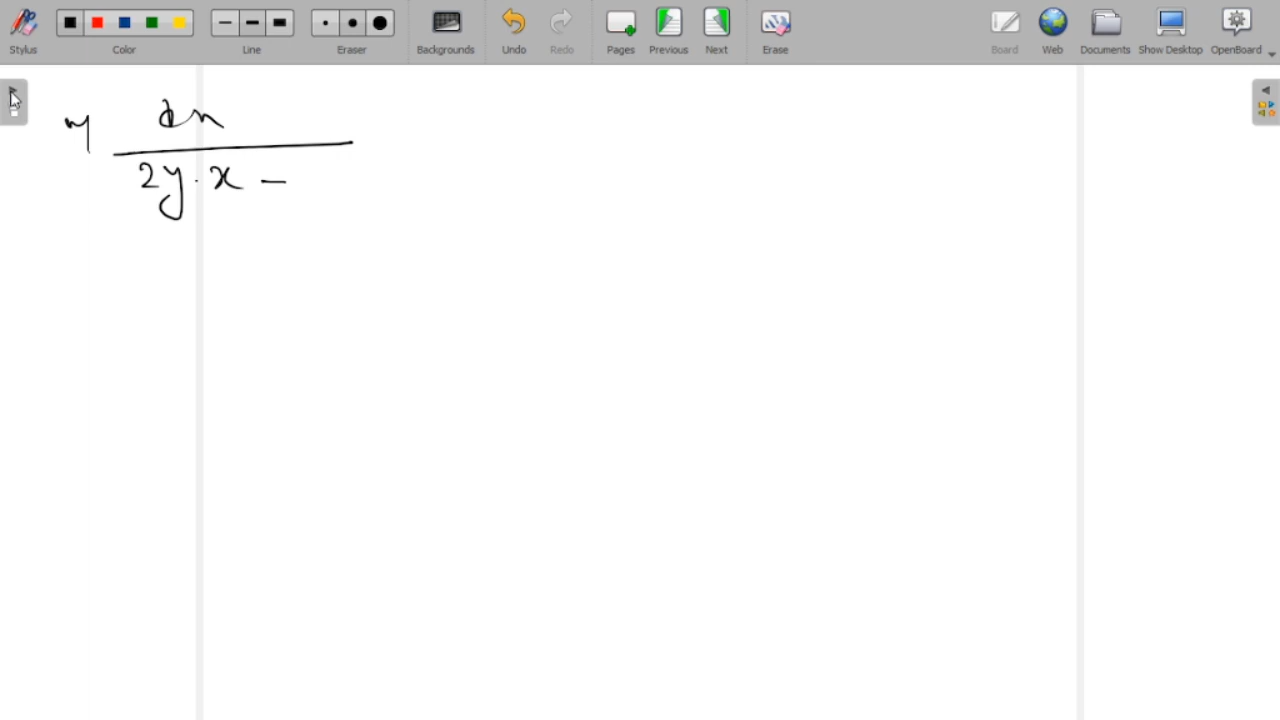 Stylus Color Line Eraser Backgrounds Undo Redo Pages Previous Next Erase Board Web Documents Show Desktop OpenBoard
dx
2y · x −